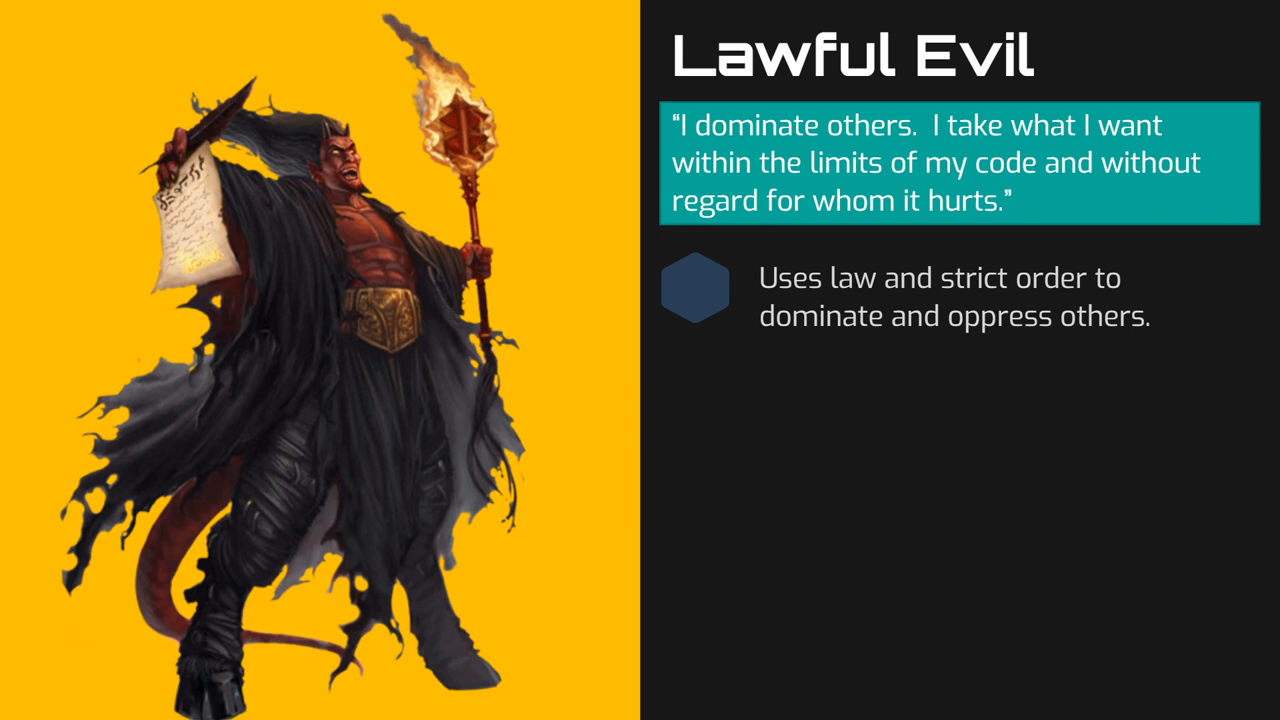 Lawful Evil
“I dominate others.  I take what I want
within the limits of my code and without
regard for whom it hurts.”
Uses law and strict order to
dominate and oppress others.